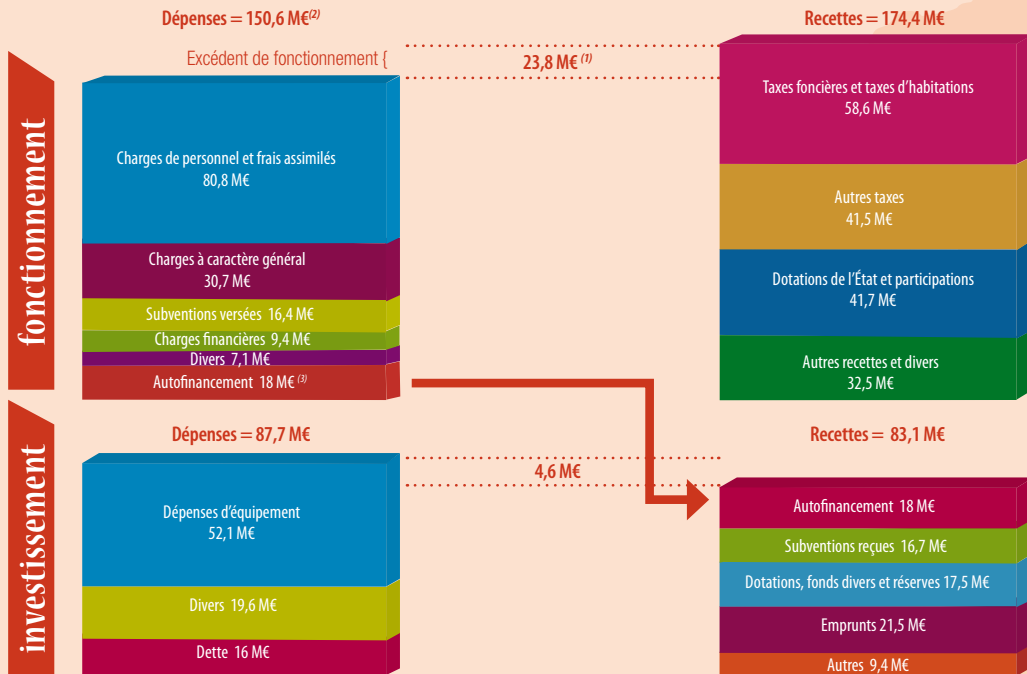 Dépenses = 150,6 M€(2)
Recettes = 174,4 M€
fonctionnement
Excédent de fonctionnement {
23,8 M€ (1)
Charges de personnel et frais assimilés
80,8 M€
Charges à caractère général
30,7 M€
Subventions versées 16,4 M€
Charges financières 9,4 M€
Divers 7,1 M€
Autofinancement 18 M€ (3)
Taxes foncières et taxes d'habitations
58,6 M€
Autres taxes
41,5 M€
Dotations de l'État et participations
41,7 M€
Autres recettes et divers
32,5 M€
investissement
Dépenses = 87,7 M€
Recettes = 83,1 M€
4,6 M€
Dépenses d'équipement
52,1 M€
Divers 19,6 M€
Dette 16 M€
Autofinancement 18 M€
Subventions reçues 16,7 M€
Dotations, fonds divers et réserves 17,5 M€
Emprunts 21,5 M€
Autres 9,4 M€